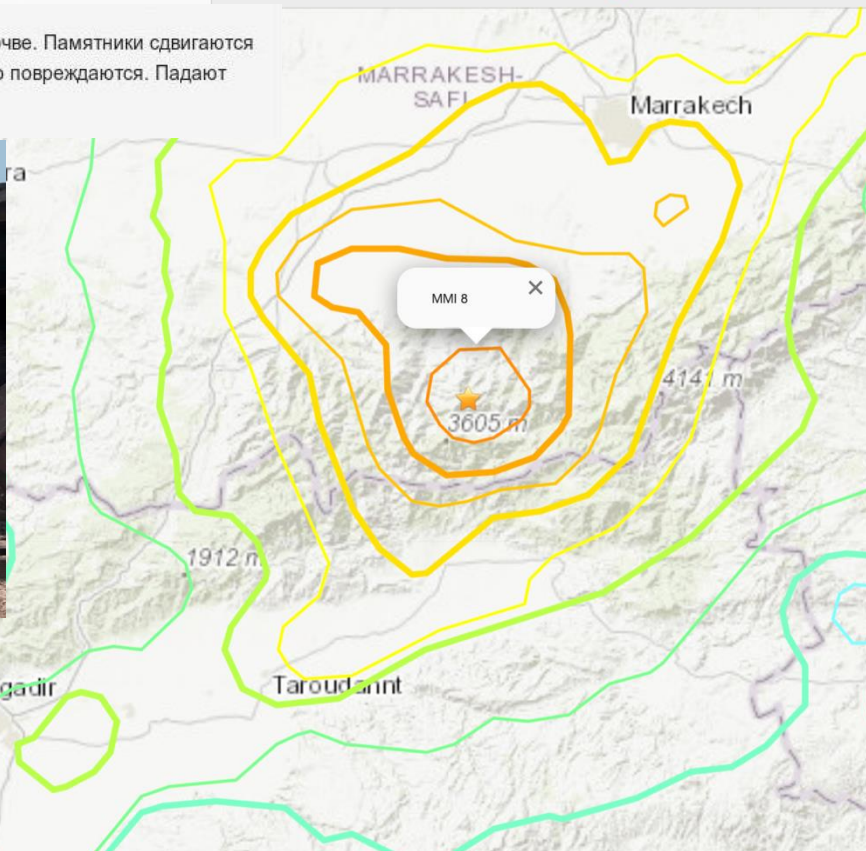 чве. Памятники сдвигаются
о повреждаются. Падают
MARRAKESH-
SAFI
Marrakech
ra
MMI 8
4141 m
3605 m
1912 m
gadir
Taroudannt